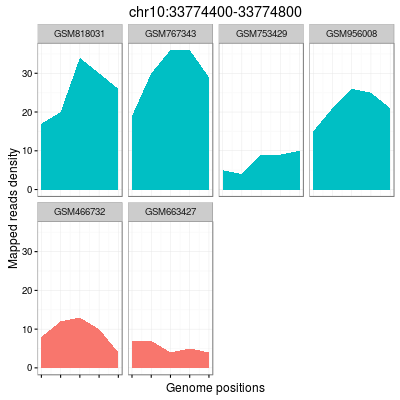 chr10:33774400-33774800
GSM818031 GSM767343 GSM753429 GSM956008
30
20
10
0
GSM466732 GSM663427
30
20
10
0
Mapped reads density
Genome positions